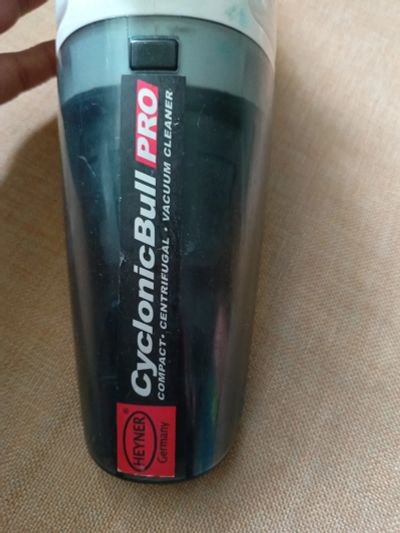 CyclonicBull PRO
COMPACT • CENTRIFUGAL • VACUUM CLEANER
HEYNER®
Germany